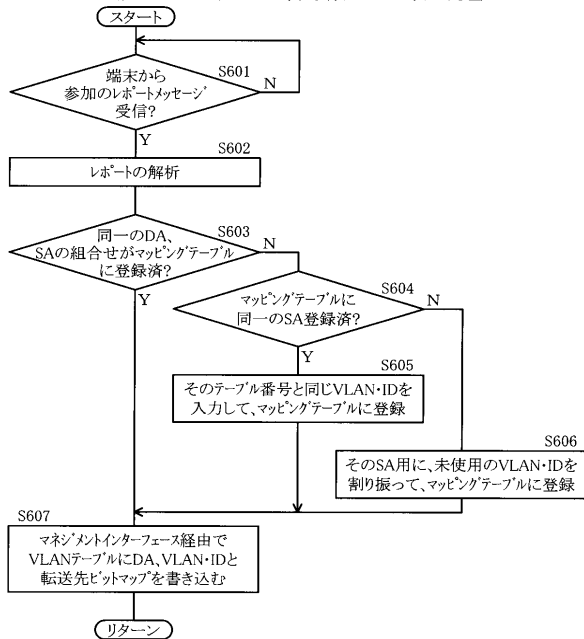 スタート
S601
端末から
参加のレポートメッセージ
受信?
N
Y
S602
レポートの解析
S603
同一のDA、
SAの組合せがマッピングテーブル
に登録済?
N
Y
S604
マッピングテーブルに
同一のSA登録済?
N
Y
S605
そのテーブル番号と同じVLAN・IDを
入力して、マッピングテーブルに登録
S606
そのSA用に、未使用のVLAN・IDを
割り振って、マッピングテーブルに登録
S607
マネジメントインターフェース経由で
VLANテーブルにDA、VLAN・IDと
転送先ビットマップを書き込む
リターン